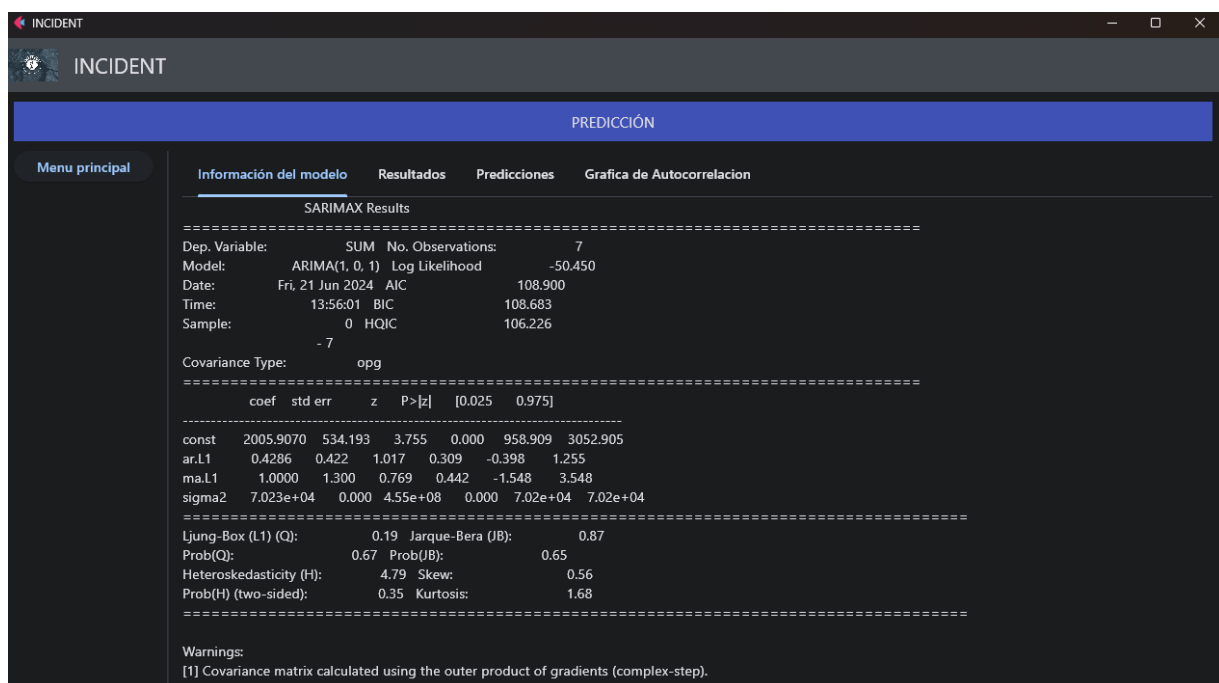 INCIDENT
INCIDENT
PREDICCIÓN
Menu principal
Información del modelo Resultados Predicciones Grafica de Autocorrelacion
SARIMAX Results
==============================================================================
Dep. Variable: SUM No. Observations: 7
Model: ARIMA(1, 0, 1) Log Likelihood -50.450
Date: Fri, 21 Jun 2024 AIC 108.900
Time: 13:56:01 BIC 108.683
Sample: 0 HQIC 106.226
- 7
Covariance Type: opg
==============================================================================
coef std err z P>|z| [0.025 0.975]
------------------------------------------------------------------------------
const 2005.9070 534.193 3.755 0.000 958.909 3052.905
ar.L1 0.4286 0.422 1.017 0.309 -0.398 1.255
ma.L1 1.0000 1.300 0.769 0.442 -1.548 3.548
sigma2 7.023e+04 0.000 4.55e+08 0.000 7.02e+04 7.02e+04
===================================================================================
Ljung-Box (L1) (Q): 0.19 Jarque-Bera (JB): 0.87
Prob(Q): 0.67 Prob(JB): 0.65
Heteroskedasticity (H): 4.79 Skew: 0.56
Prob(H) (two-sided): 0.35 Kurtosis: 1.68
===================================================================================
Warnings:
[1] Covariance matrix calculated using the outer product of gradients (complex-step).